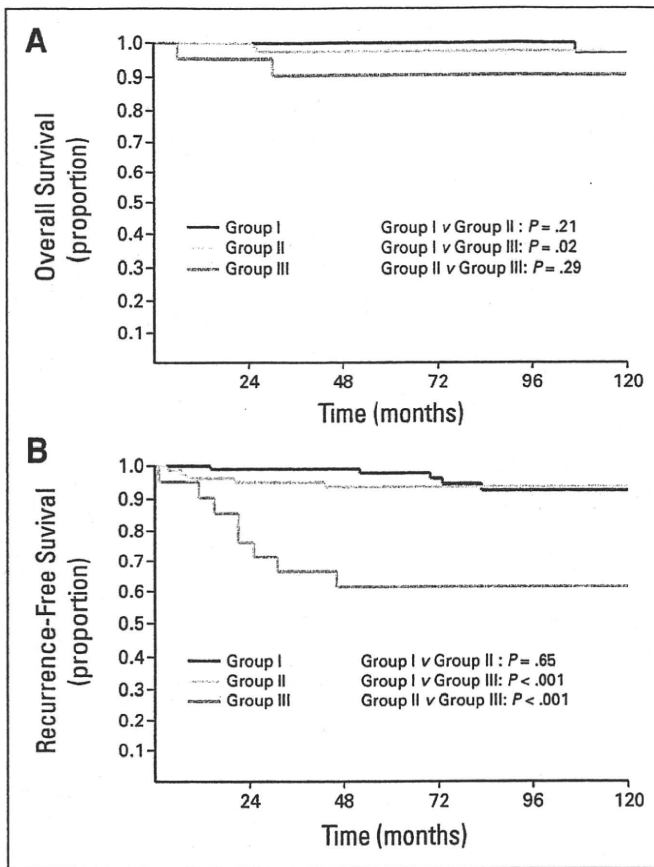 A
Overall Survival
(proportion)
1.0
0.9
0.8
0.7
0.6
0.5
0.4
0.3
0.2
0.1
Group I
Group II
Group III
Group I v Group II : P = .21
Group I v Group III: P = .02
Group II v Group III: P = .29
24 48 72 96 120
Time (months)
B
Recurrence-Free Suvival
(proportion)
1.0
0.9
0.8
0.7
0.6
0.5
0.4
0.3
0.2
0.1
Group I
Group II
Group III
Group I v Group II : P = .65
Group I v Group III: P < .001
Group II v Group III: P < .001
24 48 72 96 120
Time (months)